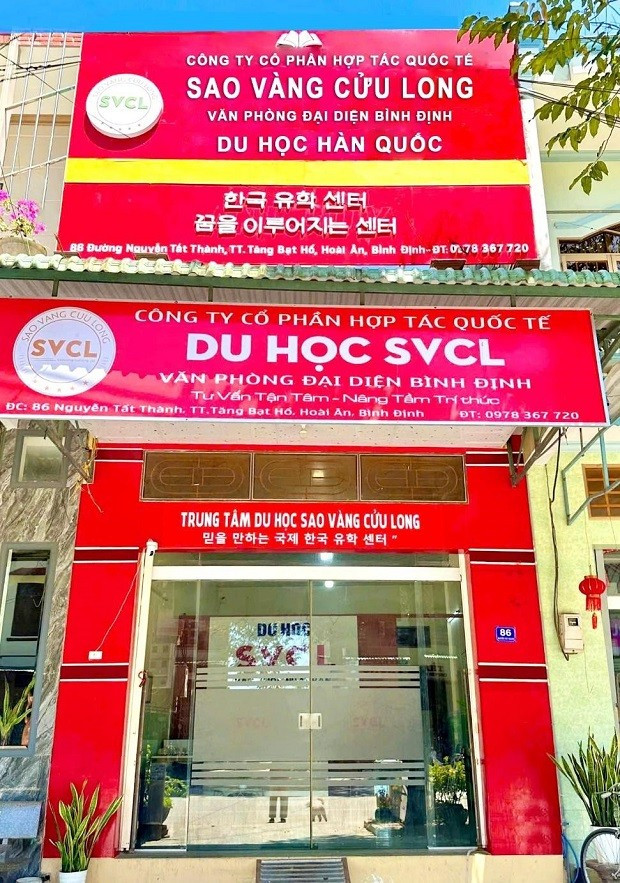 CÔNG TY CỔ PHẦN HỢP TÁC QUỐC TẾ
SVCL
SAO VÀNG CỬU LONG
VĂN PHÒNG ĐẠI DIỆN BÌNH ĐỊNH
DU HỌC HÀN QUỐC
한국 유학 센터
꿈을 이루어지는 센터
86 Đường Nguyễn Tất Thành, TT.Tăng Bạt Hổ, Hoài Ân, Bình Định- ĐT: 0978 367 720
SAO VANG CUU LONG
SVCL
CÔNG TY CỔ PHẦN HỢP TÁC QUỐC TẾ
DU HỌC SVCL
VĂN PHÒNG ĐẠI DIỆN BÌNH ĐỊNH
Tư Vấn Tận Tâm - Nâng Tầm Tri thức
ĐC: 86 Nguyễn Tất Thành, TT.Tăng Bạt Hổ, Hoài Ân, Bình Định ĐT: 0978 367 720
TRUNG TÂM DU HỌC SAO VÀNG CỬU LONG
믿을 만하는 국제 한국 유학 센터 "
86
DU HỌC
SVCL
SVCL